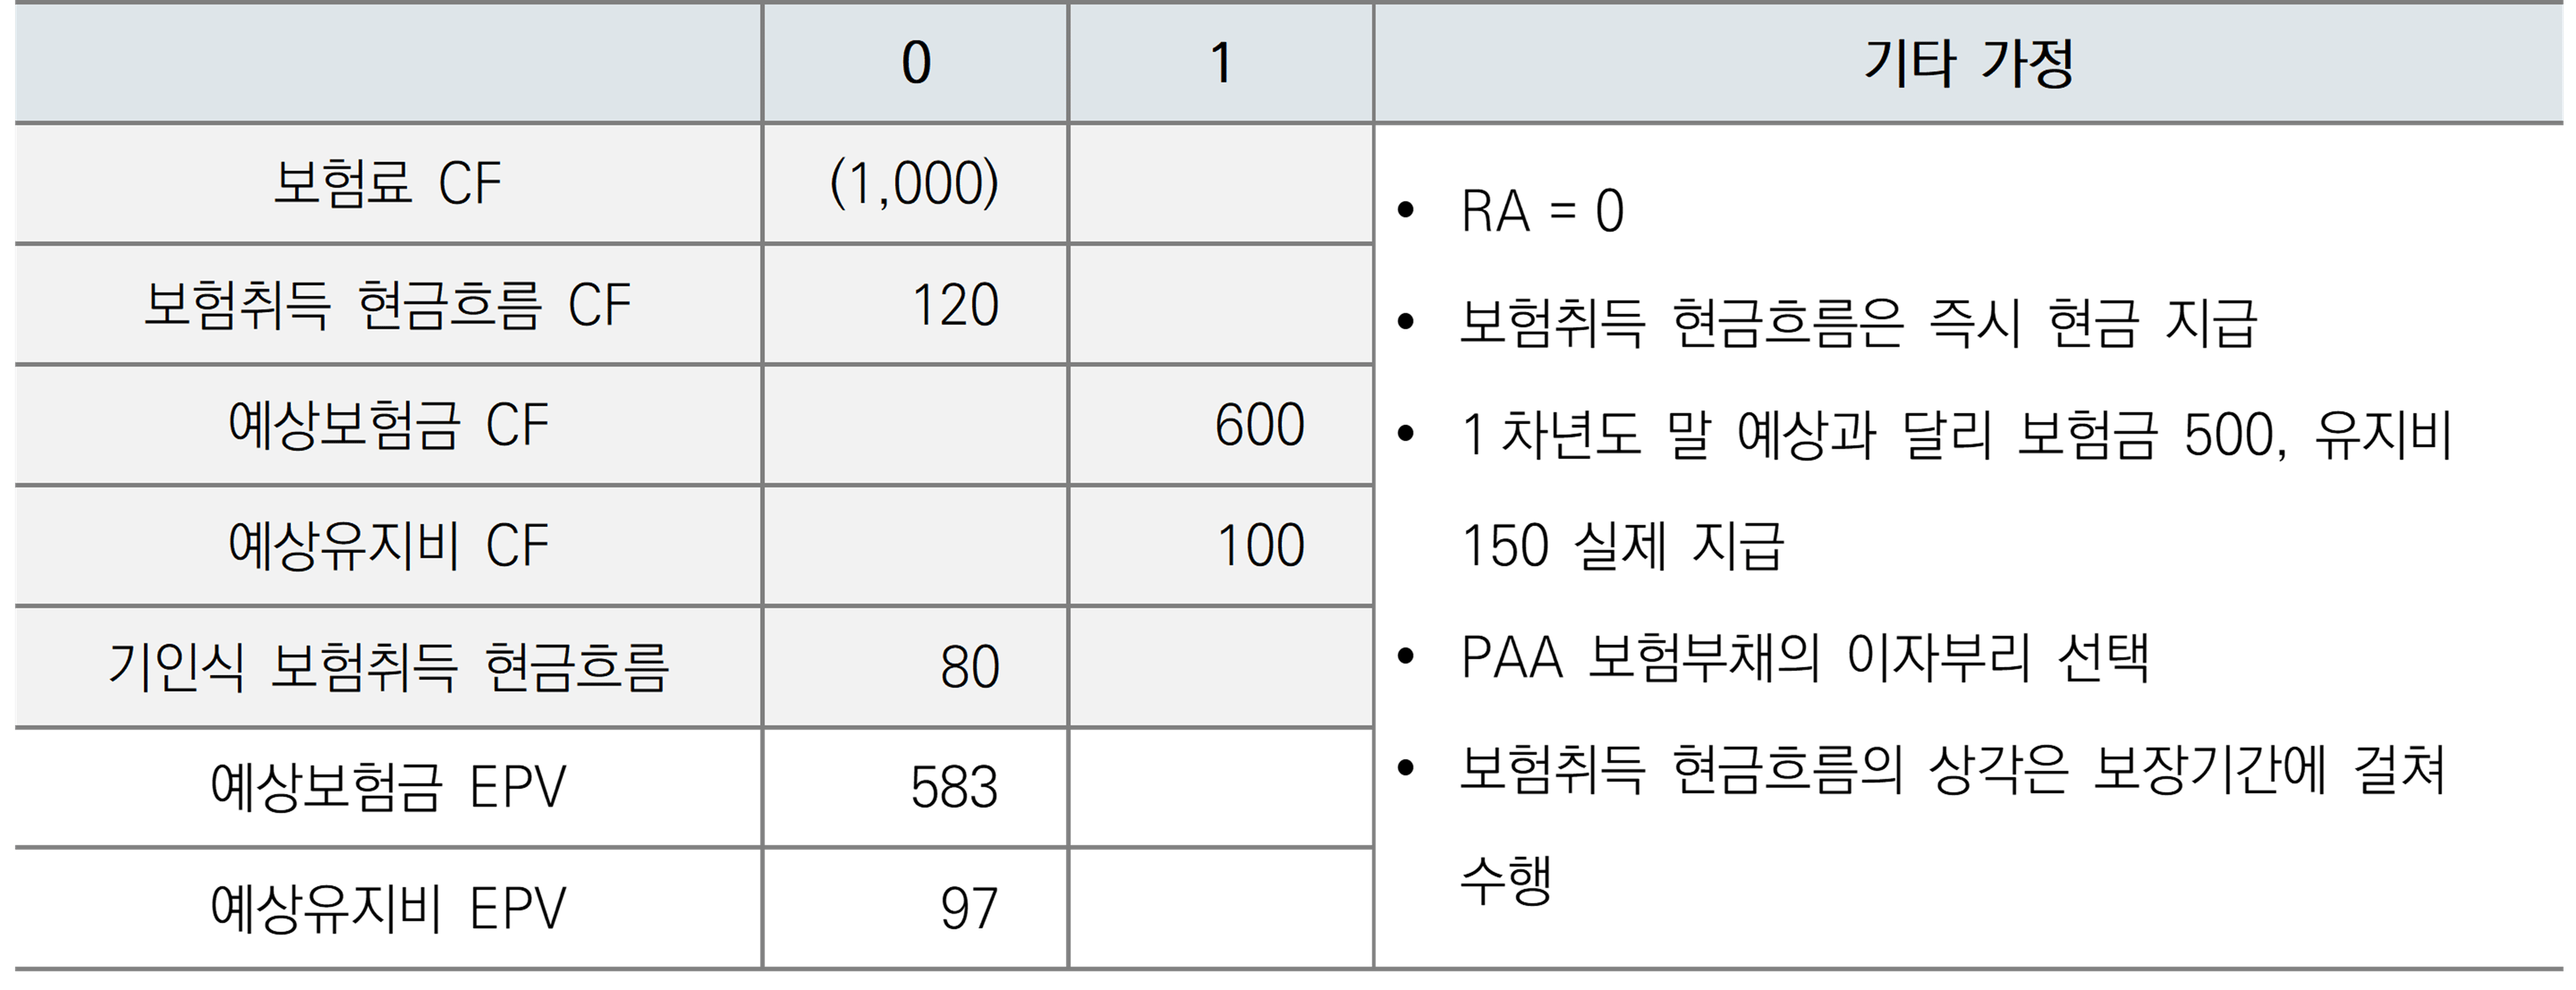 0 1 기타 가정
보험료 CF (1,000)
보험취득 현금흐름 CF 120
예상보험금 CF 600
예상유지비 CF 100
기인식 보험취득 현금흐름 80
예상보험금 EPV 583
예상유지비 EPV 97
• RA = 0
• 보험취득 현금흐름은 즉시 현금 지급
• 1차년도 말 예상과 달리 보험금 500, 유지비
150 실제 지급
• PAA 보험부채의 이자부리 선택
• 보험취득 현금흐름의 상각은 보장기간에 걸쳐
수행